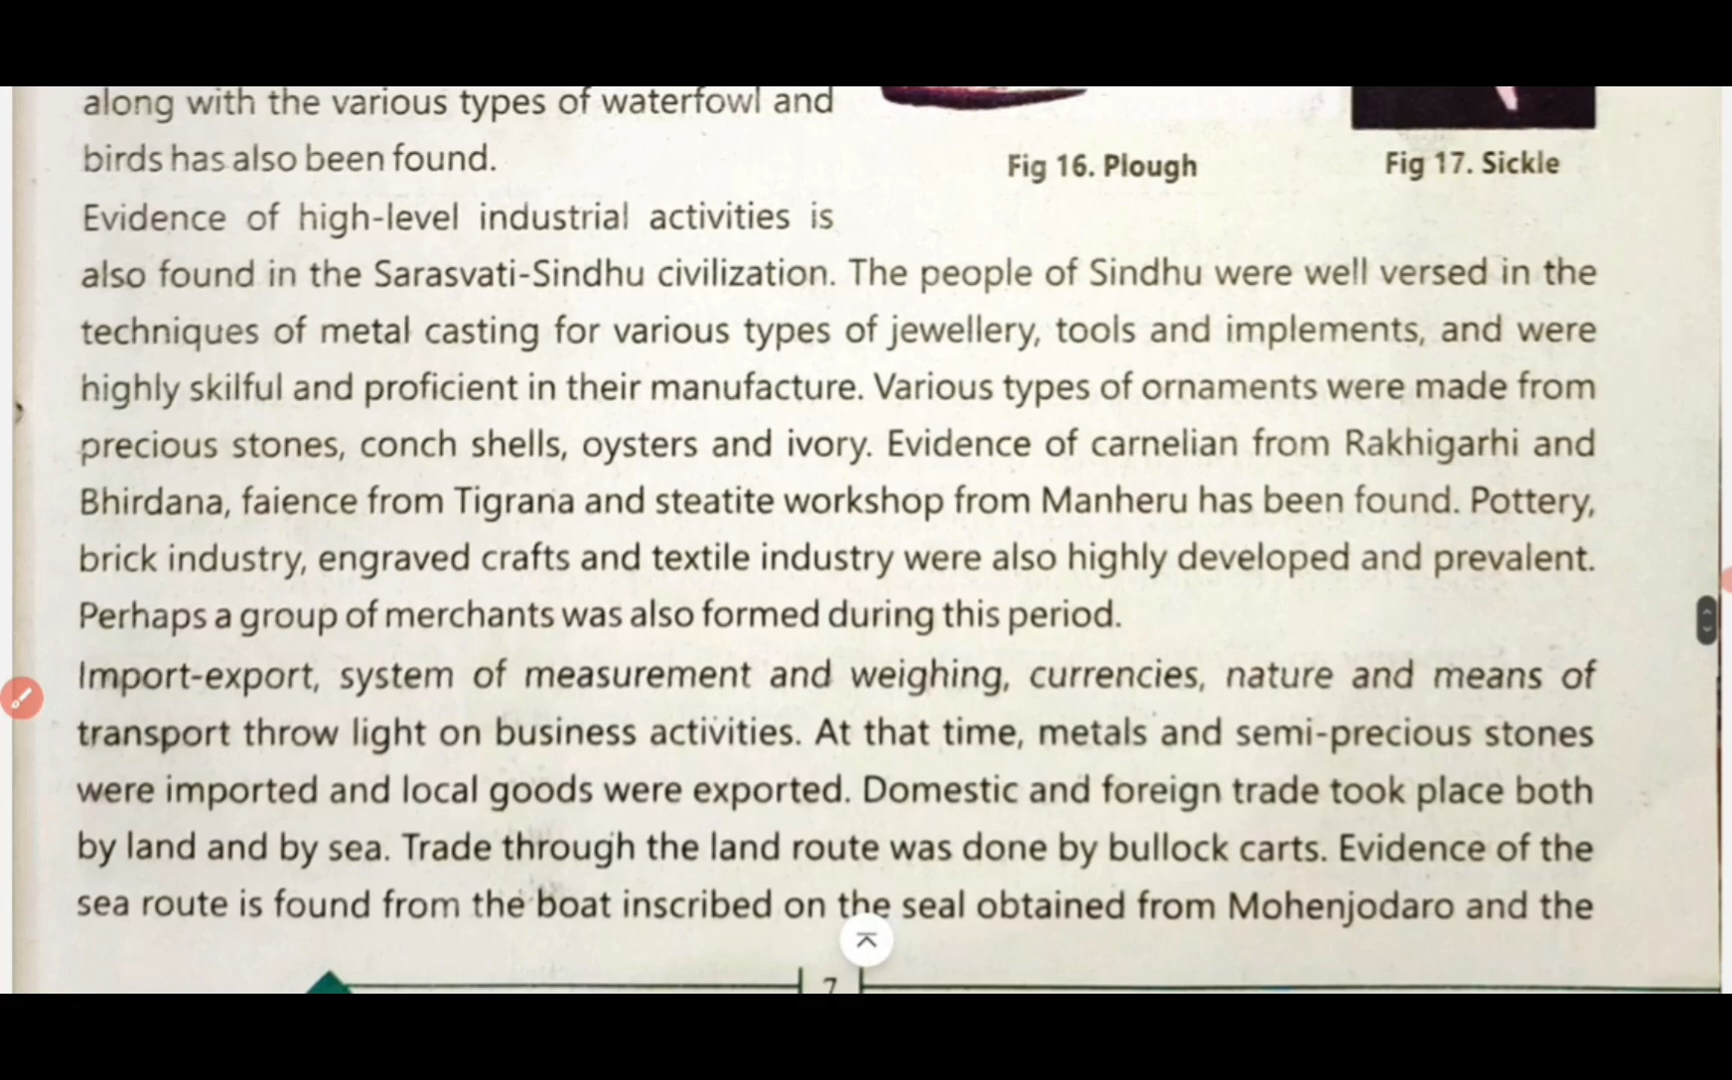 along with the various types of waterfowl and
birds has also been found.
Fig 16. Plough
Fig 17. Sickle
Evidence of high-level industrial activities is
also found in the Sarasvati-Sindhu civilization. The people of Sindhu were well versed in the
techniques of metal casting for various types of jewellery, tools and implements, and were
highly skilful and proficient in their manufacture. Various types of ornaments were made from
precious stones, conch shells, oysters and ivory. Evidence of carnelian from Rakhigarhi and
Bhirdana, faience from Tigrana and steatite workshop from Manheru has been found. Pottery,
brick industry, engraved crafts and textile industry were also highly developed and prevalent.
Perhaps a group of merchants was also formed during this period.
Import-export, system of measurement and weighing, currencies, nature and means of
transport throw light on business activities. At that time, metals and semi-precious stones
were imported and local goods were exported. Domestic and foreign trade took place both
by land and by sea. Trade through the land route was done by bullock carts. Evidence of the
sea route is found from the boat inscribed on the seal obtained from Mohenjodaro and the
7